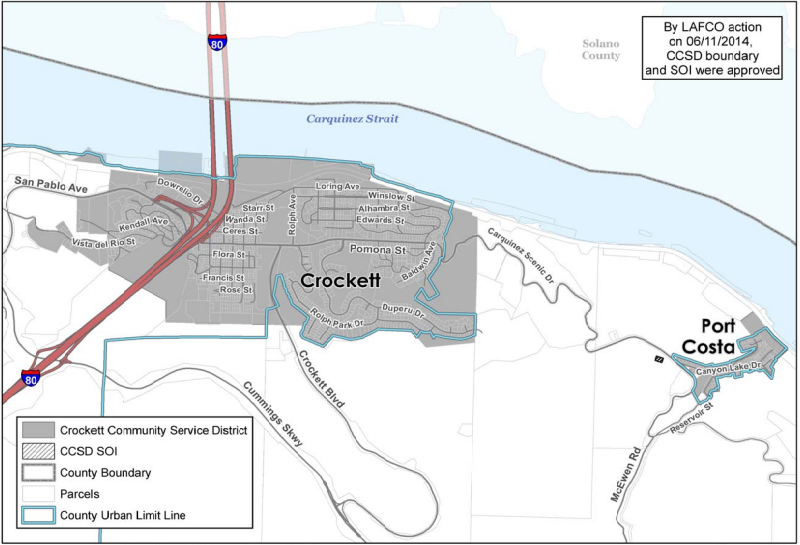 By LAFCO action
on 06/11/2014,
CCSD boundary
and SOI were approved
80
Solano
County
Carquinez Strait
San Pablo Ave
Dowrelio Dr
Loring Ave
Winslow St
Kendall Ave
Starr St
Rolph Ave
Alhambra St
Wanda St
Edwards St
Ceres St
Vista del Rio St
Flora St
Pomona St
Baldwin Ave
Carquinez Scenic Dr
Francis St
Crockett
Rose St
Rolph Park Dr
Duperu Dr
Port
Costa
Canyon Lake Dr
80
Crockett Blvd
Cummings Skwy
Reservoir St
McEwen Rd
Crockett Community Service District
CCSD SOI
County Boundary
Parcels
County Urban Limit Line